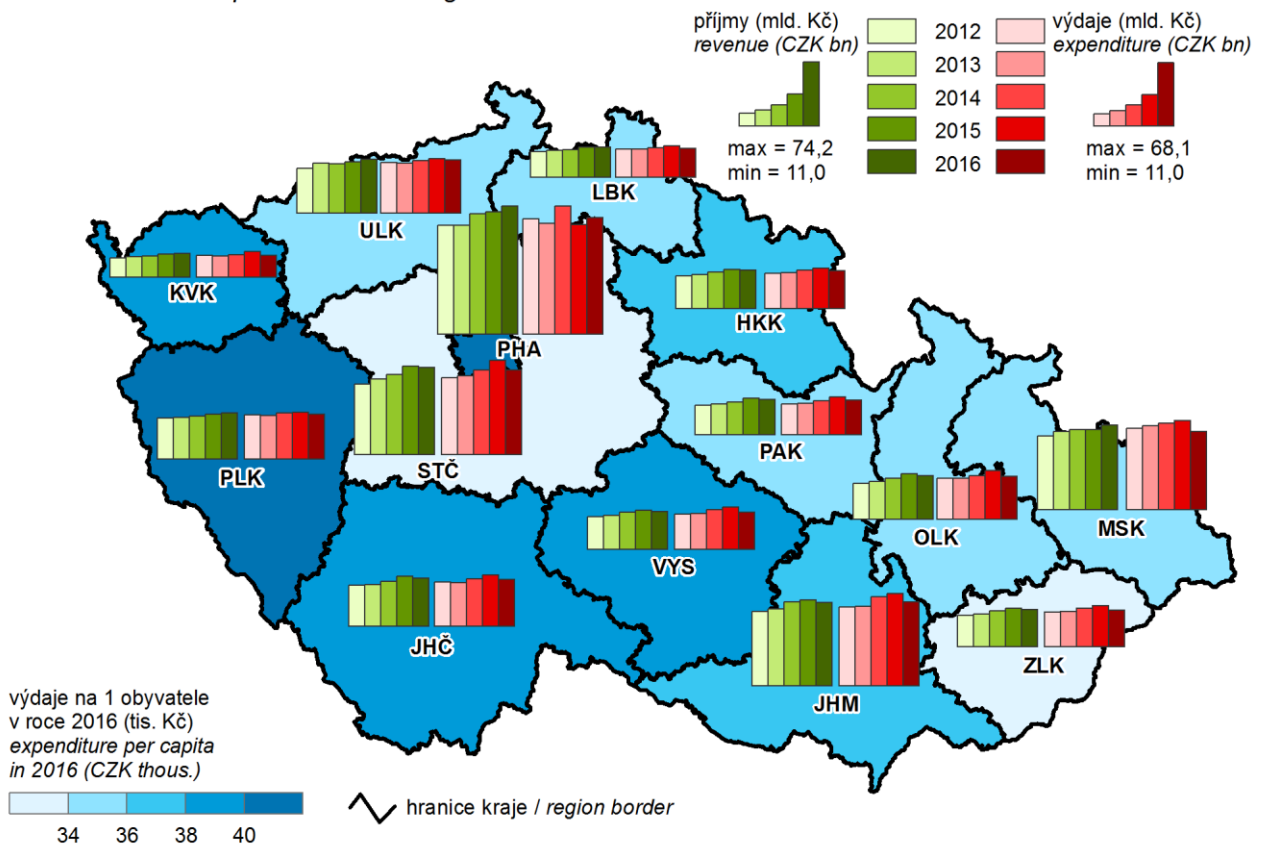 příjmy (mld. Kč)
revenue (CZK bn)
max = 74,2
min = 11,0
2012
2013
2014
2015
2016
výdaje (mld. Kč)
expenditure (CZK bn)
max = 68,1
min = 11,0
LBK
ULK
KVK
HKK
PHA
PAK
STČ
PLK
MSK
OLK
VYS
JHČ
ZLK
JHM
výdaje na 1 obyvatele
v roce 2016 (tis. Kč)
expenditure per capita
in 2016 (CZK thous.)
34 36 38 40
hranice kraje / region border